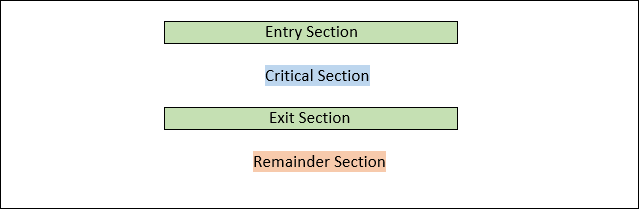 Entry Section
Critical Section
Exit Section
Remainder Section